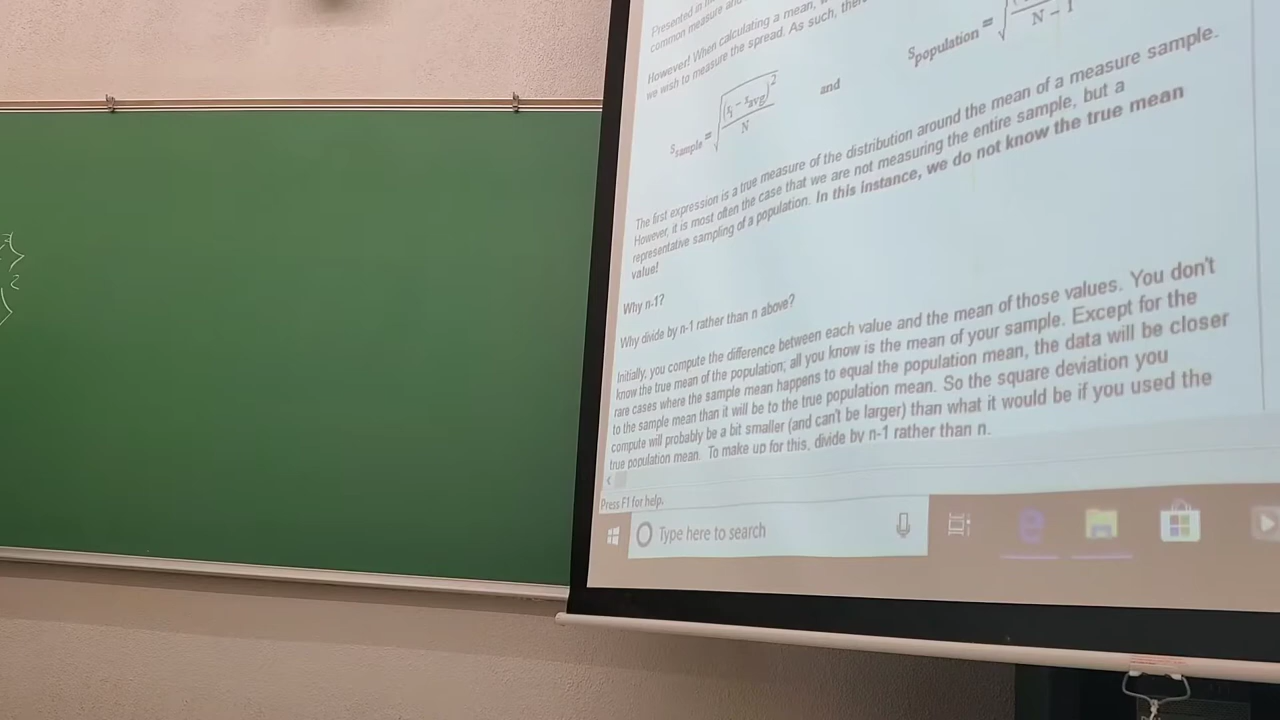 Presented in
common measure and
However! When calculating a mean,
we wish to measure the spread. As such,
S sample = √((x i − x avg)² / N)
and
S population =
N − 1
The first expression is a true measure of the distribution around the mean of a measure sample.
However, it is most often the case that we are not measuring the entire sample, but a
representative sampling of a population. In this instance, we do not know the true mean
value!
Why n-1?
Why divide by n-1 rather than n above?
Initially, you compute the difference between each value and the mean of those values. You don't
know the true mean of the population; all you know is the mean of your sample. Except for the
rare cases where the sample mean happens to equal the population mean, the data will be closer
to the sample mean than it will be to the true population mean. So the square deviation you
compute will probably be a bit smaller (and can't be larger) than what it would be if you used the
true population mean. To make up for this, divide by n-1 rather than n.
Press F1 for help.
Type here to search